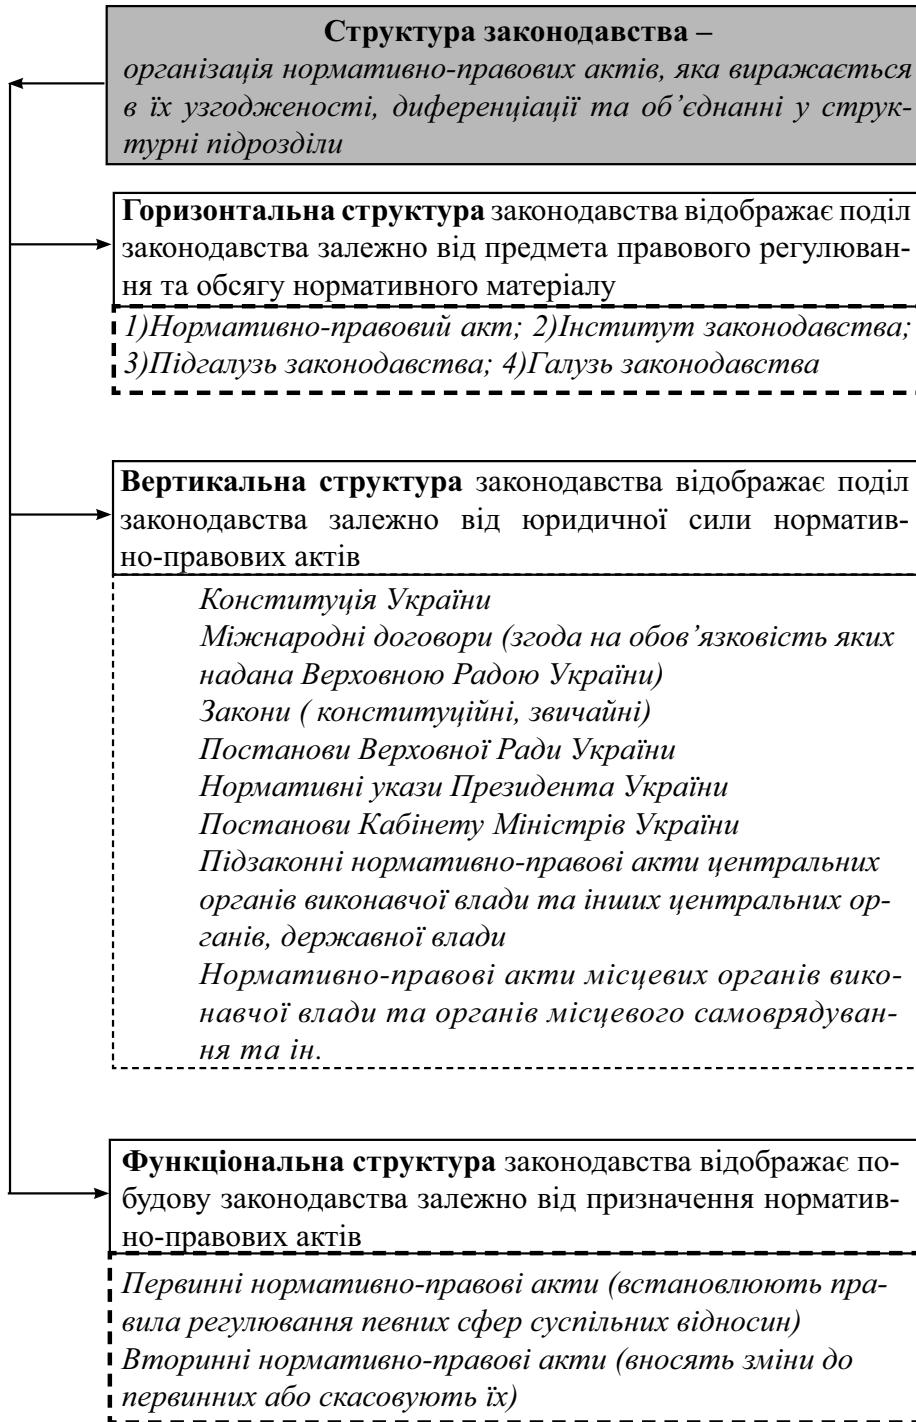 Структура законодавства –
організація нормативно-правових актів, яка виражається
в їх узгодженості, диференціації та об’єднанні у струк-
турні підрозділи
Горизонтальна структура законодавства відображає поділ
законодавства залежно від предмета правового регулюван-
ня та обсягу нормативного матеріалу
1)Нормативно-правовий акт; 2)Інститут законодавства;
3)Підгалузь законодавства; 4)Галузь законодавства
Вертикальна структура законодавства відображає поділ
законодавства залежно від юридичної сили норматив-
но-правових актів
Конституція України
Міжнародні договори (згода на обов’язковість яких
надана Верховною Радою України)
Закони ( конституційні, звичайні)
Постанови Верховної Ради України
Нормативні укази Президента України
Постанови Кабінету Міністрів України
Підзаконні нормативно-правові акти центральних
органів виконавчої влади та інших центральних ор-
ганів, державної влади
Нормативно-правові акти місцевих органів вико-
навчої влади та органів місцевого самоврядуван-
ня та ін.
Функціональна структура законодавства відображає по-
будову законодавства залежно від призначення норматив-
но-правових актів
Первинні нормативно-правові акти (встановлюють пра-
вила регулювання певних сфер суспільних відносин)
Вторинні нормативно-правові акти (вносять зміни до
первинних або скасовують їх)